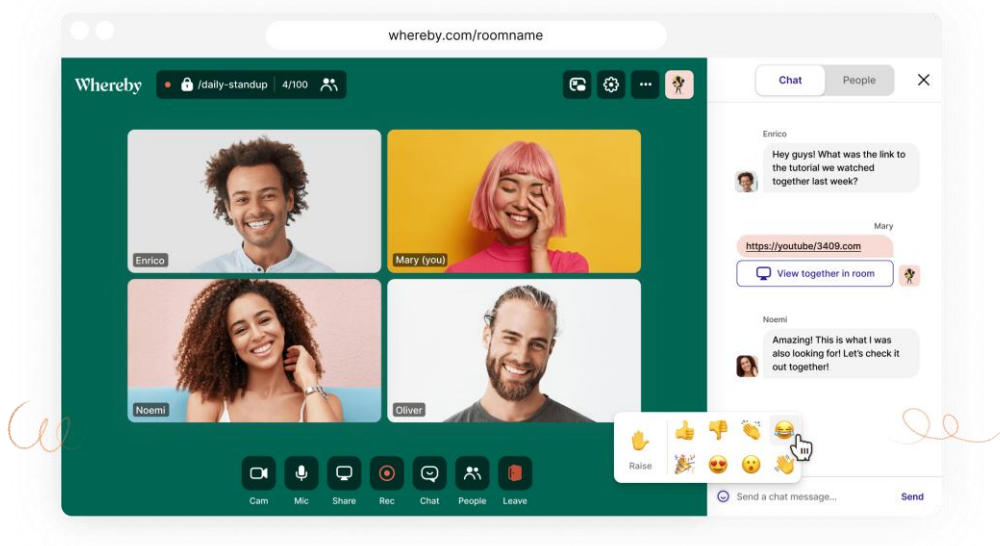 whereby.com/roomname
Whereby
/daily-standup
4/100
Chat
People
Enrico
Hey guys! What was the link to
the tutorial we watched
together last week?
Mary
https://youtube/3409.com
View together in room
Noemi
Amazing! This is what I was
also looking for! Let's check it
out together!
Enrico
Mary (you)
Noemi
Oliver
Raise
Cam
Mic
Share
Rec
Chat
People
Leave
Send a chat message...
Send